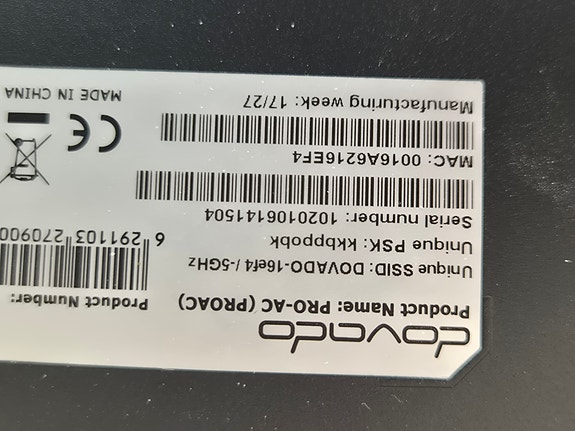 dovado
Product Name: PRO-AC (PROAC)
Unique SSID: DOVADO-16ef4 /-5GHz
Unique PSK: kkbppobk
Serial number: 1020106141504
MAC: 0016A6216EF4
Manufacturing week: 17/27
Product Number:
6 291103 270900
CE
MADE IN CHINA